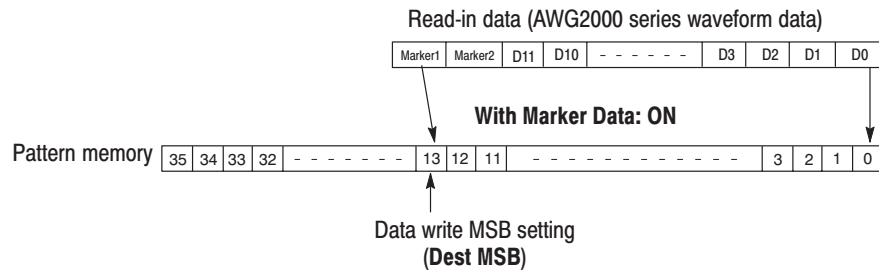 Read-in data (AWG2000 series waveform data)
Marker1 Marker2 D11 D10 - - - - - - D3 D2 D1 D0
With Marker Data: ON
Pattern memory 35 34 33 32 - - - - - - - 13 12 11 - - - - - - - - - - - - - 3 2 1 0
Data write MSB setting
(Dest MSB)